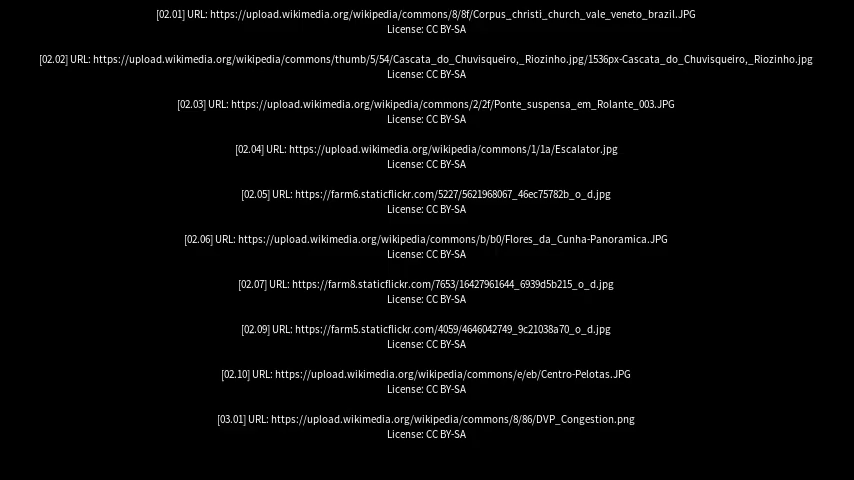 [02.01] URL: https://upload.wikimedia.org/wikipedia/commons/8/8f/Corpus_christi_church_vale_veneto_brazil.JPG
License: CC BY-SA
[02.02] URL: https://upload.wikimedia.org/wikipedia/commons/thumb/5/54/Cascata_do_Chuvisqueiro,_Riozinho.jpg/1536px-Cascata_do_Chuvisqueiro,_Riozinho.jpg
License: CC BY-SA
[02.03] URL: https://upload.wikimedia.org/wikipedia/commons/2/2f/Ponte_suspensa_em_Rolante_003.JPG
License: CC BY-SA
[02.04] URL: https://upload.wikimedia.org/wikipedia/commons/1/1a/Escalator.jpg
License: CC BY-SA
[02.05] URL: https://farm6.staticflickr.com/5227/5621968067_46ec75782b_o_d.jpg
License: CC BY-SA
[02.06] URL: https://upload.wikimedia.org/wikipedia/commons/b/b0/Flores_da_Cunha-Panoramica.JPG
License: CC BY-SA
[02.07] URL: https://farm8.staticflickr.com/7653/16427961644_6939d5b215_o_d.jpg
License: CC BY-SA
[02.09] URL: https://farm5.staticflickr.com/4059/4646042749_9c21038a70_o_d.jpg
License: CC BY-SA
[02.10] URL: https://upload.wikimedia.org/wikipedia/commons/e/eb/Centro-Pelotas.JPG
License: CC BY-SA
[03.01] URL: https://upload.wikimedia.org/wikipedia/commons/8/86/DVP_Congestion.png
License: CC BY-SA